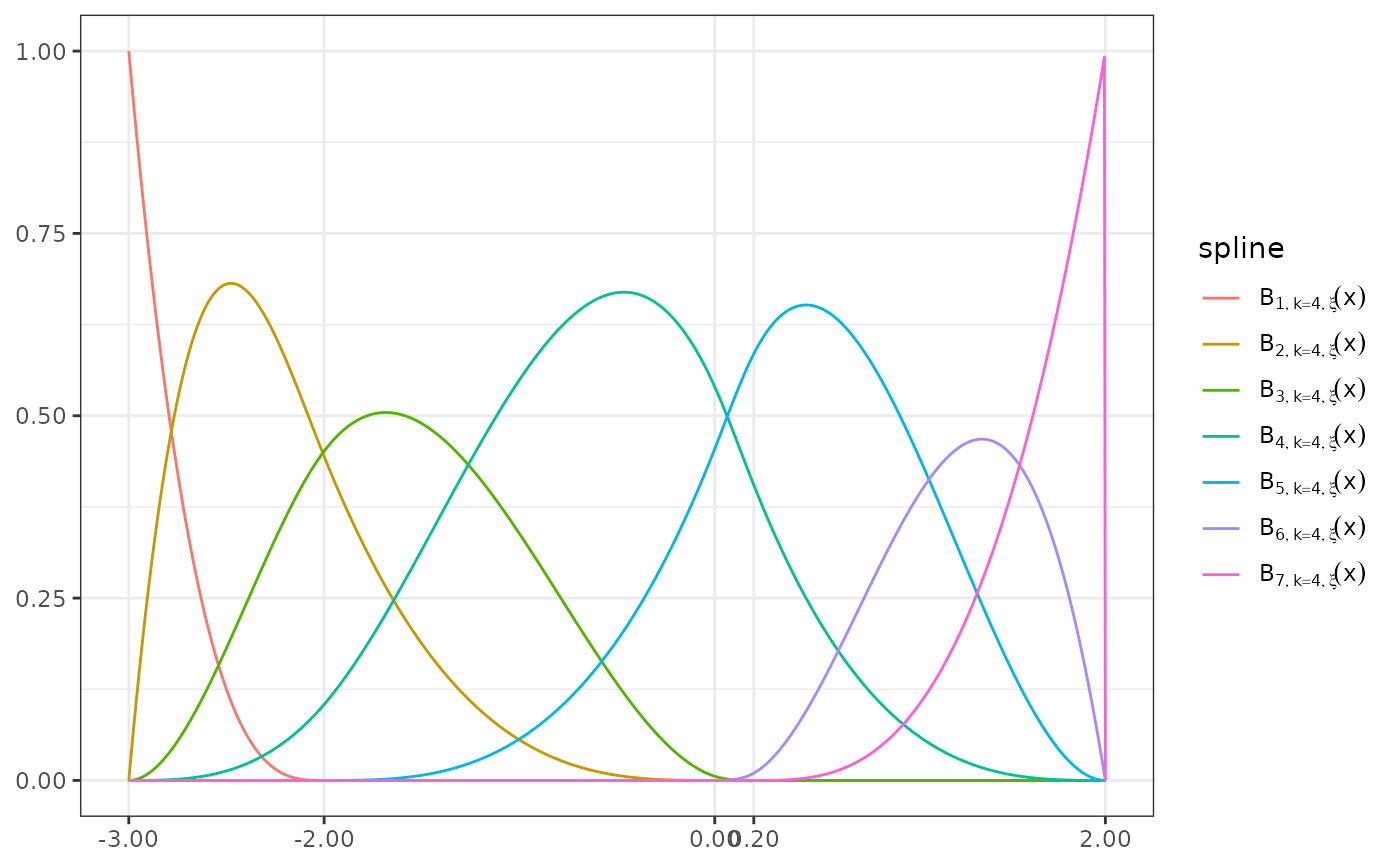 1.00
0.75
0.50
0.25
0.00
-3.00 -2.00 0.00 0.20 2.00
spline
B1, k=4, ξ(x)
B2, k=4, ξ(x)
B3, k=4, ξ(x)
B4, k=4, ξ(x)
B5, k=4, ξ(x)
B6, k=4, ξ(x)
B7, k=4, ξ(x)